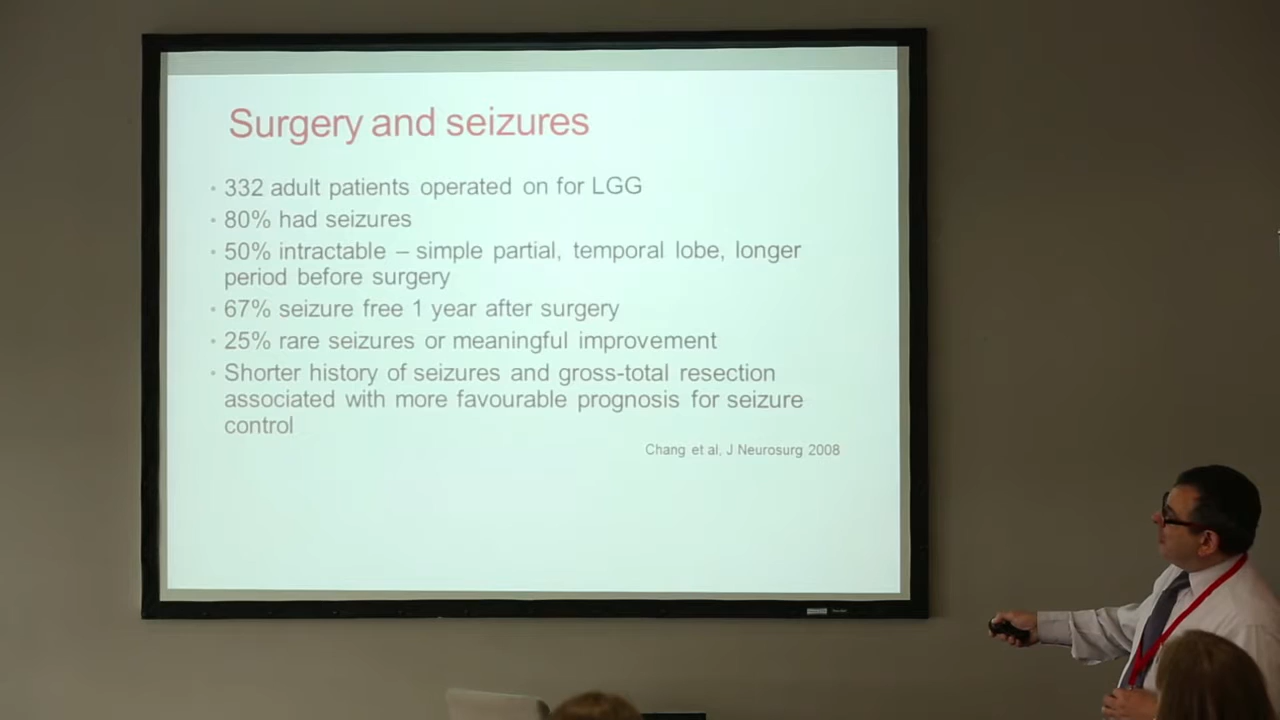 Surgery and seizures
• 332 adult patients operated on for LGG
• 80% had seizures
• 50% intractable – simple partial, temporal lobe, longer
period before surgery
• 67% seizure free 1 year after surgery
• 25% rare seizures or meaningful improvement
• Shorter history of seizures and gross-total resection
associated with more favourable prognosis for seizure
control
Chang et al, J Neurosurg 2008